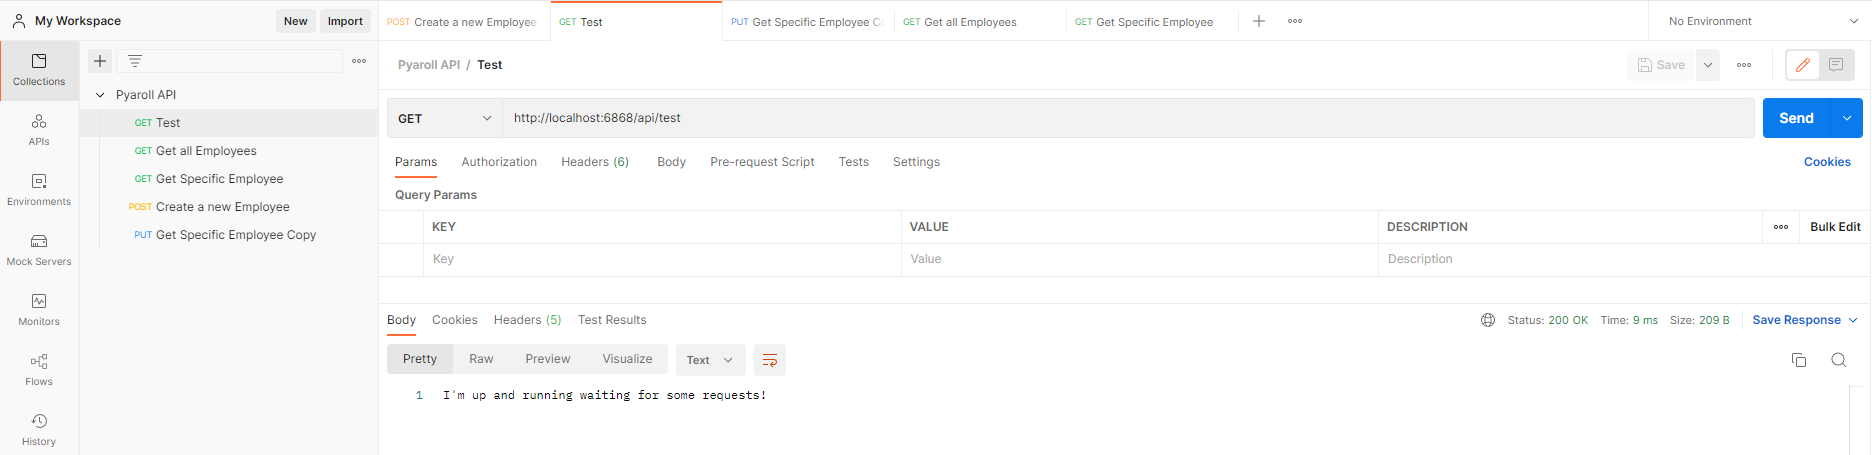 My Workspace
New
Import
POST Create a new Employee
GET Test
PUT Get Specific Employee Co
GET Get all Employees
GET Get Specific Employee
No Environment
Collections
APIs
Environments
Mock Servers
Monitors
Flows
History
Pyaroll API
GET Test
GET Get all Employees
GET Get Specific Employee
POST Create a new Employee
PUT Get Specific Employee Copy
Pyaroll API / Test
Save
GET
http://localhost:6868/api/test
Send
Params Authorization Headers (6) Body Pre-request Script Tests Settings
Cookies
Query Params
KEY VALUE DESCRIPTION
Bulk Edit
Key Value Description
Body Cookies Headers (5) Test Results
Status: 200 OK Time: 9 ms Size: 209 B
Save Response
Pretty Raw Preview Visualize
Text
1 I'm up and running waiting for some requests!